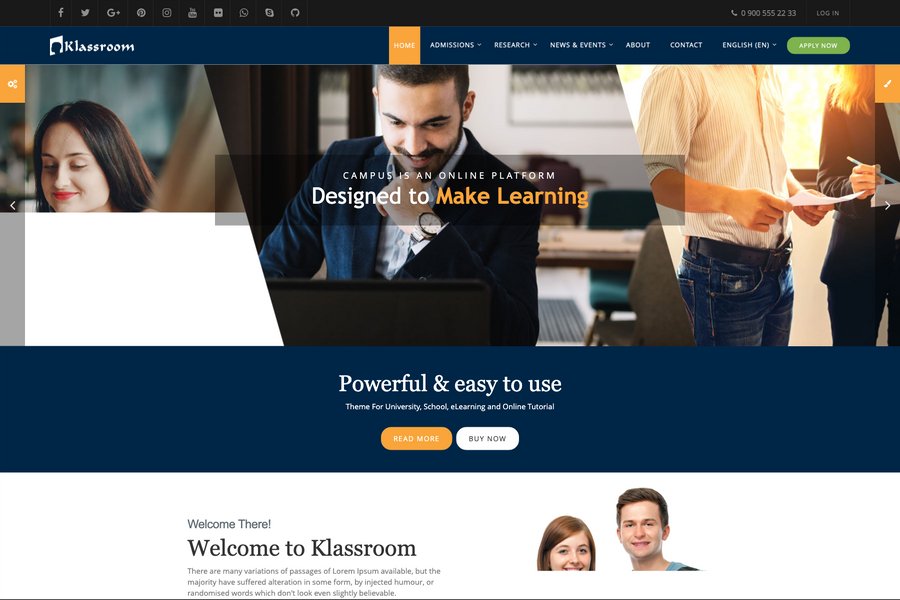 0 900 555 22 33
LOG IN
Klassroom
HOME
ADMISSIONS
RESEARCH
NEWS & EVENTS
ABOUT
CONTACT
ENGLISH (EN)
APPLY NOW
CAMPUS IS AN ONLINE PLATFORM
Designed to Make Learning
Powerful & easy to use
Theme For University, School, eLearning and Online Tutorial
READ MORE
BUY NOW
Welcome There!
Welcome to Klassroom
There are many variations of passages of Lorem Ipsum available, but the
majority have suffered alteration in some form, by injected humour, or
randomised words which don't look even slightly believable.